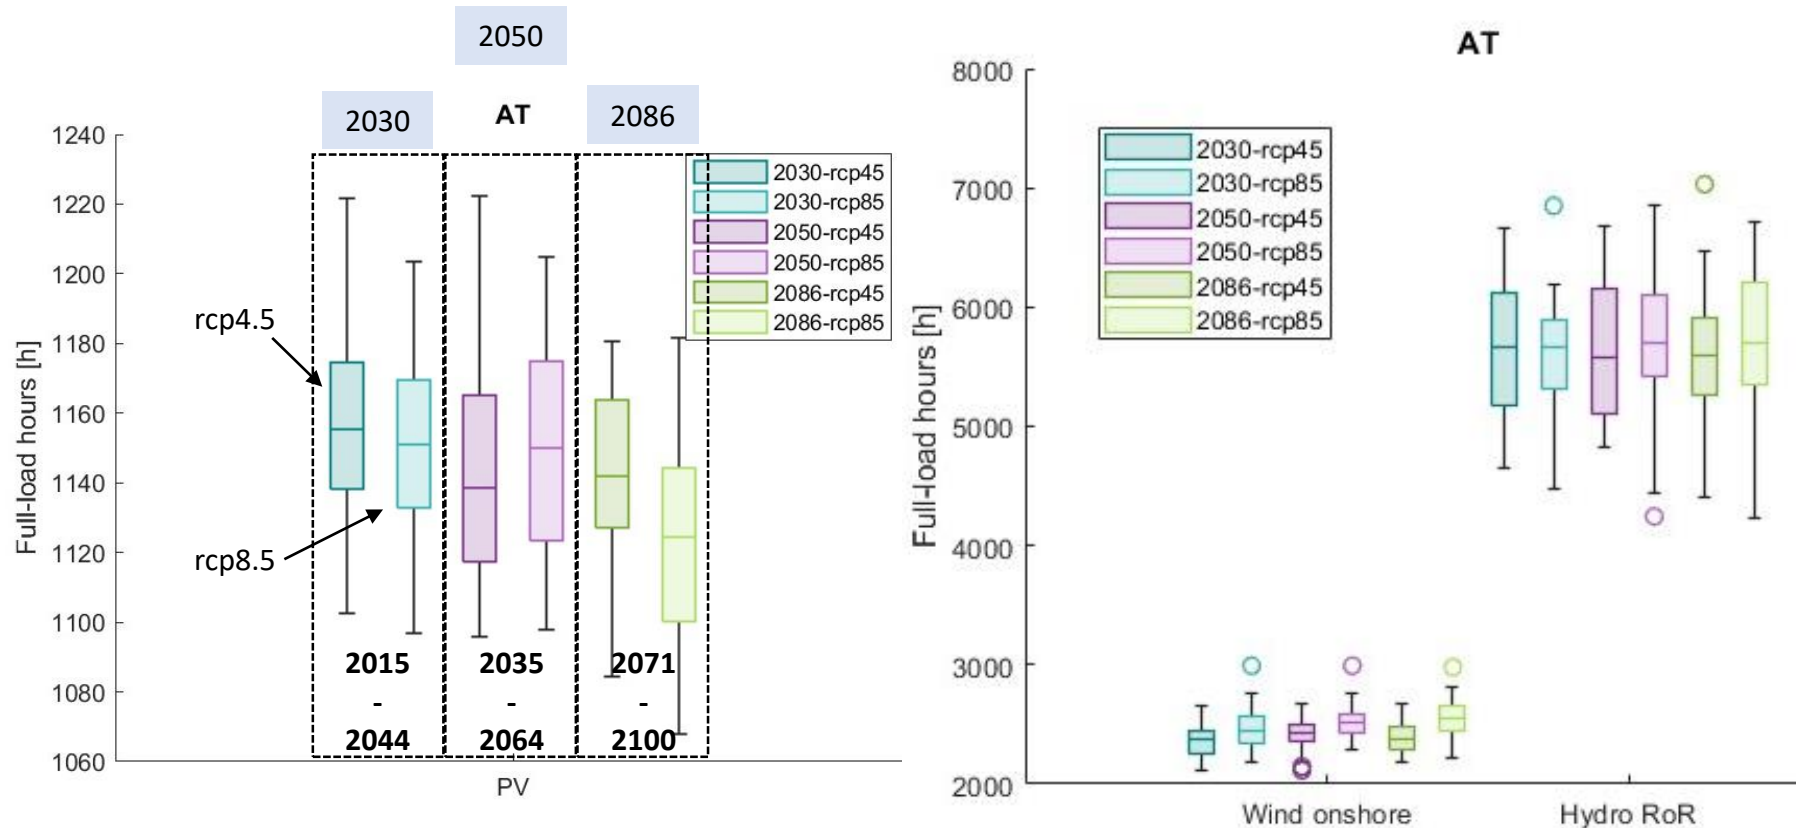 2050
2030
AT
2086
1240
1220
1200
1180
1160
1140
1120
1100
1080
1060
Full-load hours [h]
rcp4.5
rcp8.5
2030-rcp45
2030-rcp85
2050-rcp45
2050-rcp85
2086-rcp45
2086-rcp85
2015
-
2044
2035
-
2064
2071
-
2100
PV
AT
8000
7000
6000
5000
4000
3000
2000
Full-load hours [h]
2030-rcp45
2030-rcp85
2050-rcp45
2050-rcp85
2086-rcp45
2086-rcp85
Wind onshore
Hydro RoR